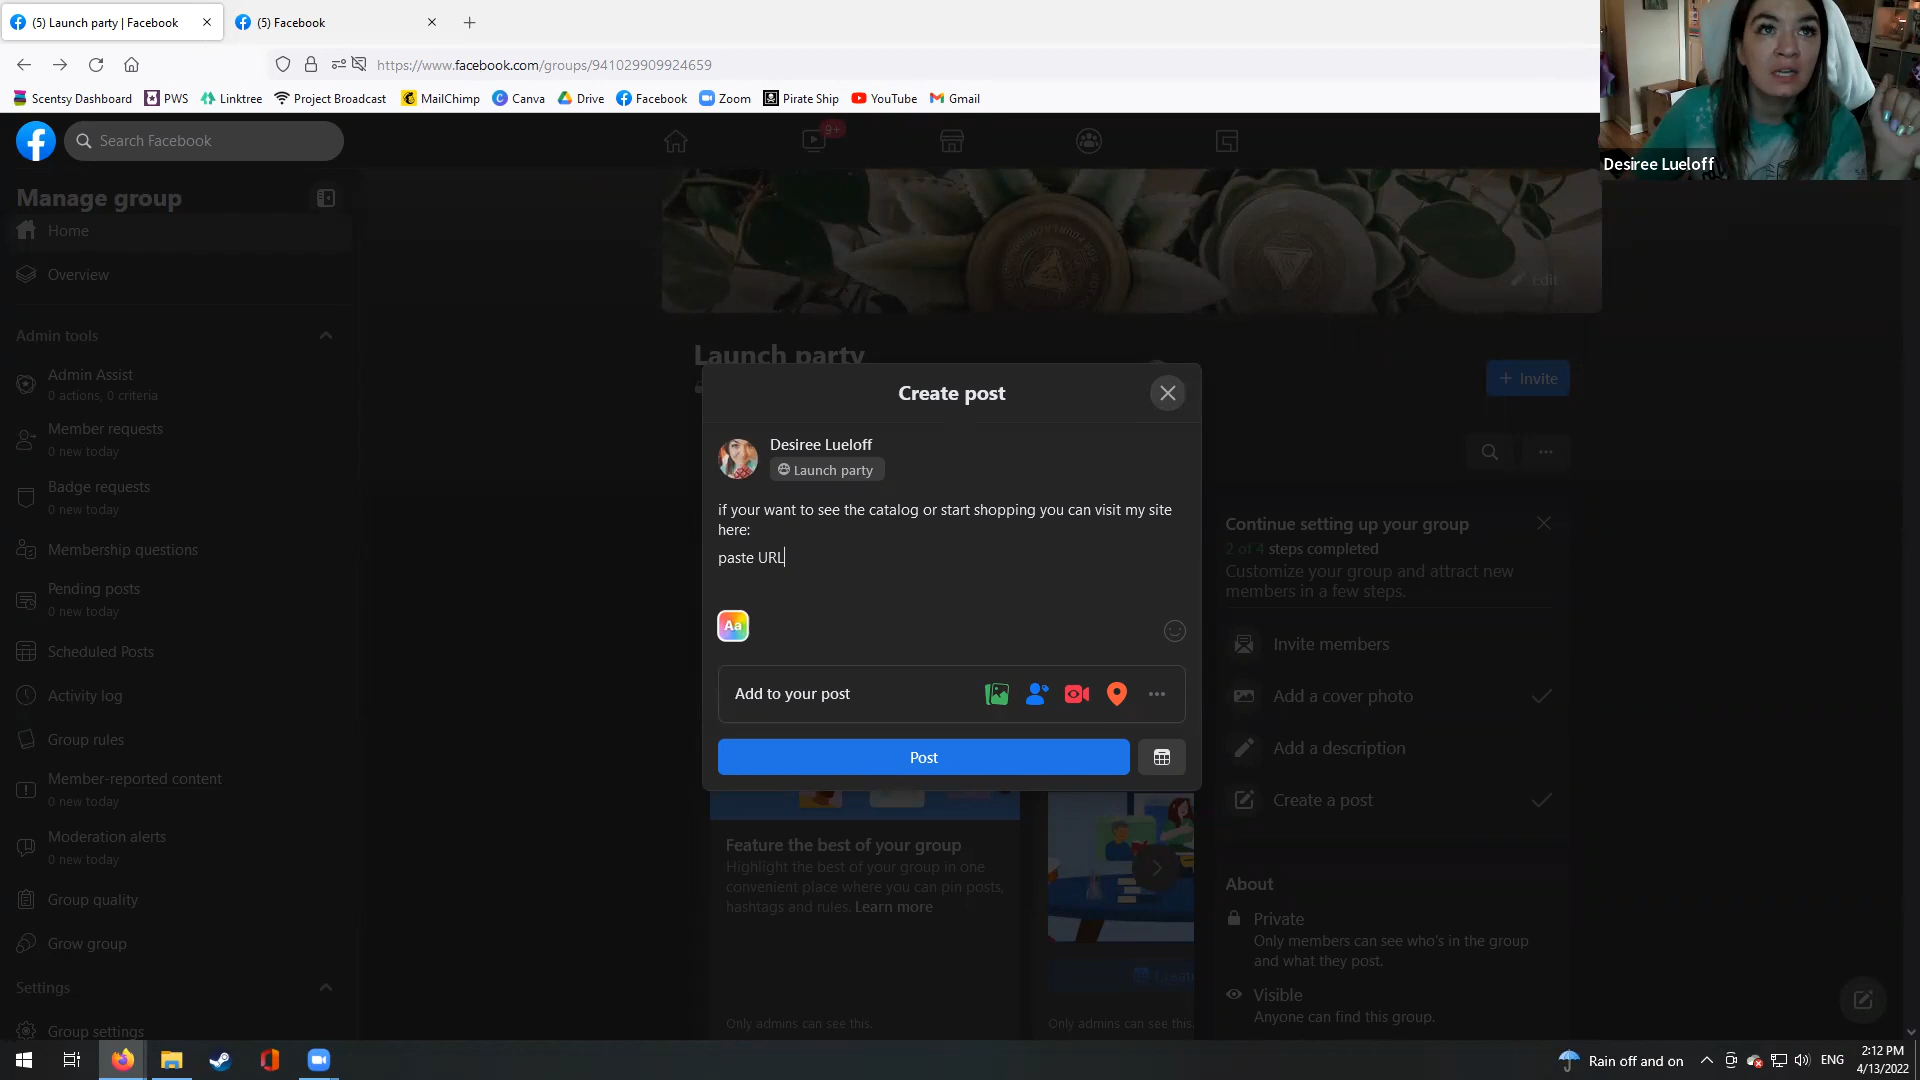 (5) Launch party | Facebook
(5) Facebook
https://www.facebook.com/groups/941029909924659
Scentsy Dashboard PWS Linktree Project Broadcast MailChimp Canva Drive Facebook Zoom Pirate Ship YouTube Gmail
Desiree Lueloff
Search Facebook
9+
Manage group
Home
Overview
Edit
Admin tools
Launch party
Admin Assist
0 actions, 0 criteria
+ Invite
Create post
Member requests
0 new today
Desiree Lueloff
Launch party
Badge requests
0 new today
if your want to see the catalog or start shopping you can visit my site
here:
paste URL
Continue setting up your group
2 of 4 steps completed
Customize your group and attract new
members in a few steps.
Membership questions
Pending posts
0 new today
Aa
Scheduled Posts
Invite members
Activity log
Add to your post
Add a cover photo
Group rules
Post
Add a description
Member-reported content
0 new today
Create a post
Moderation alerts
0 new today
Feature the best of your group
Highlight the best of your group in one
convenient place where you can pin posts,
hashtags and rules. Learn more
About
Private
Only members can see who's in the group
and what they post.
Group quality
Grow group
Settings
Visible
Anyone can find this group.
Only admins can see this.
Only admins can see this.
Group settings
Rain off and on
ENG
2:12 PM
4/13/2022